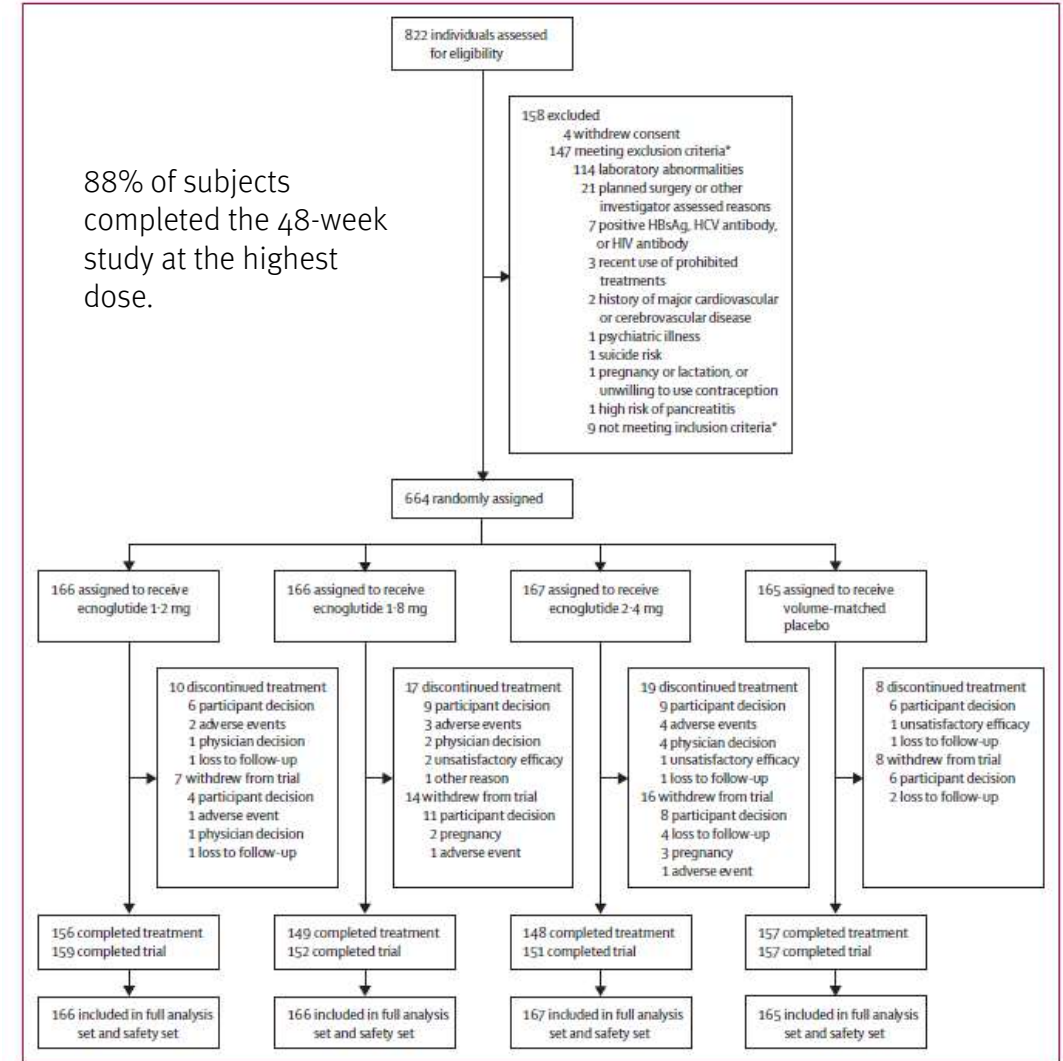 822 individuals assessed
for eligibility
88% of subjects
completed the 48-week
study at the highest
dose.
158 excluded
4 withdrew consent
147 meeting exclusion criteria*
114 laboratory abnormalities
21 planned surgery or other
investigator assessed reasons
7 positive HBsAg, HCV antibody,
or HIV antibody
3 recent use of prohibited
treatments
2 history of major cardiovascular
or cerebrovascular disease
1 psychiatric illness
1 suicide risk
1 pregnancy or lactation, or
unwilling to use contraception
1 high risk of pancreatitis
9 not meeting inclusion criteria*
664 randomly assigned
166 assigned to receive
ecnoglutide 1·2 mg
166 assigned to receive
ecnoglutide 1·8 mg
167 assigned to receive
ecnoglutide 2·4 mg
165 assigned to receive
volume-matched
placebo
10 discontinued treatment
6 participant decision
2 adverse events
1 physician decision
1 loss to follow-up
7 withdrew from trial
4 participant decision
1 adverse event
1 physician decision
1 loss to follow-up
17 discontinued treatment
9 participant decision
3 adverse events
2 physician decision
2 unsatisfactory efficacy
1 other reason
14 withdrew from trial
11 participant decision
2 pregnancy
1 adverse event
19 discontinued treatment
9 participant decision
4 adverse events
4 physician decision
1 unsatisfactory efficacy
1 loss to follow-up
16 withdrew from trial
8 participant decision
4 loss to follow-up
3 pregnancy
1 adverse event
8 discontinued treatment
6 participant decision
1 unsatisfactory efficacy
1 loss to follow-up
8 withdrew from trial
6 participant decision
2 loss to follow-up
156 completed treatment
159 completed trial
149 completed treatment
152 completed trial
148 completed treatment
151 completed trial
157 completed treatment
157 completed trial
166 included in full analysis
set and safety set
166 included in full analysis
set and safety set
167 included in full analysis
set and safety set
165 included in full analysis
set and safety set